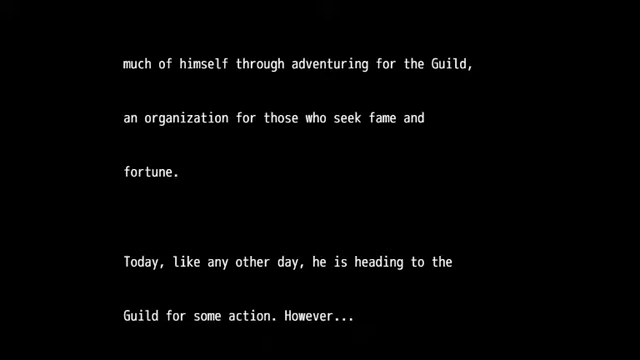 much of himself through adventuring for the Guild,
an organization for those who seek fame and
fortune.
Today, like any other day, he is heading to the
Guild for some action. However...